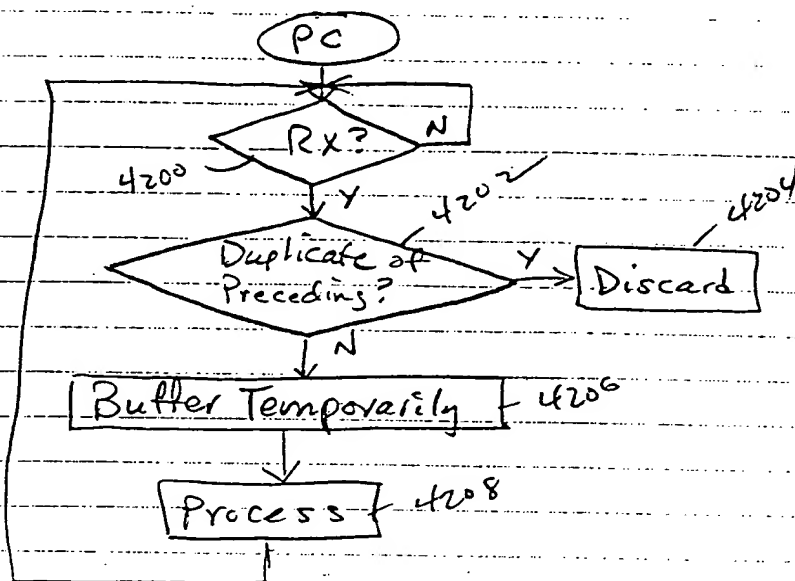 PC
RX?
N
4200
Y
4202
4204
Duplicate of
Preceding?
Y
Discard
N
Buffer Temporarily
4206
Process
4208